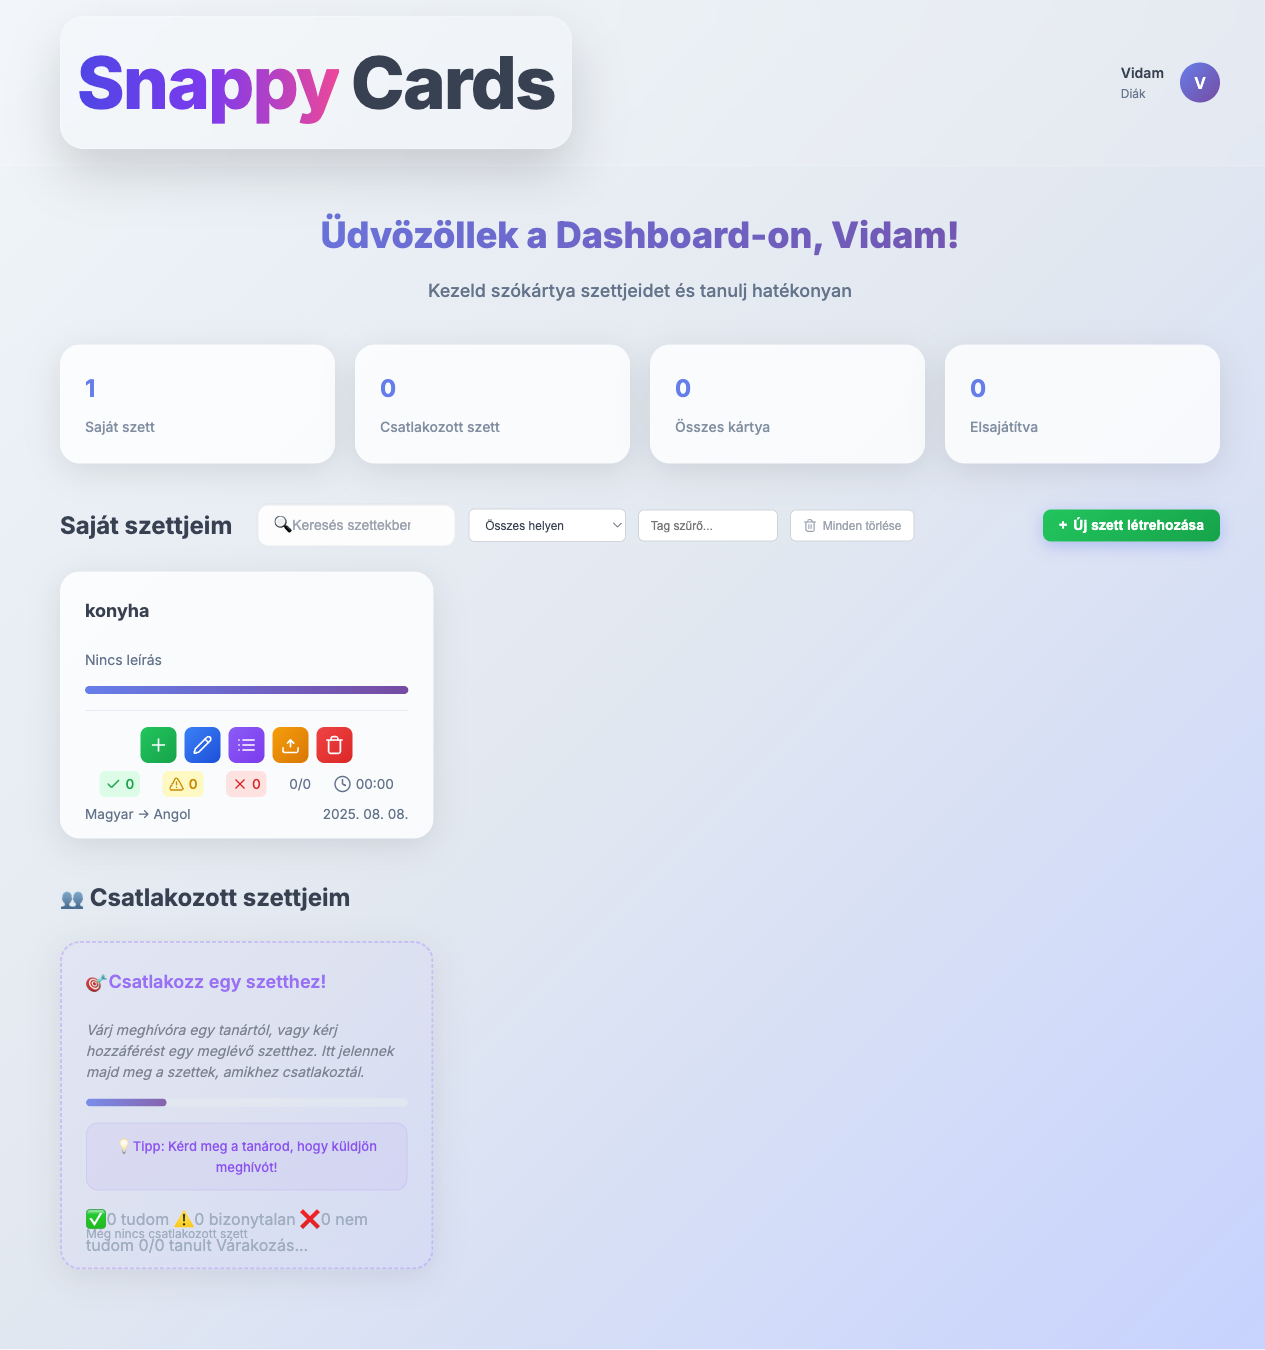 Snappy Cards
Vidam
Diák
V
Üdvözöllek a Dashboard-on, Vidam!
Kezeld szókártya szettjeidet és tanulj hatékonyan
1
Saját szett
0
Csatlakozott szett
0
Összes kártya
0
Elsajátítva
Saját szettjeim
🔍Keresés szettekben
Összes helyen
Tag szűrő...
Minden törlése
+ Új szett létrehozása
konyha
Nincs leírás
0
0
0
0/0
00:00
Magyar → Angol
2025. 08. 08.
👥 Csatlakozott szettjeim
🎯Csatlakozz egy szetthez!
Várj meghívóra egy tanártól, vagy kérj
hozzáférést egy meglévő szetthez. Itt jelennek
majd meg a szettek, amikhez csatlakoztál.
💡Tipp: Kérd meg a tanárod, hogy küldjön
meghívót!
✅0 tudom ⚠️0 bizonytalan ❌0 nem
Még nincs csatlakozott szett
tudom 0/0 tanult Várakozás...